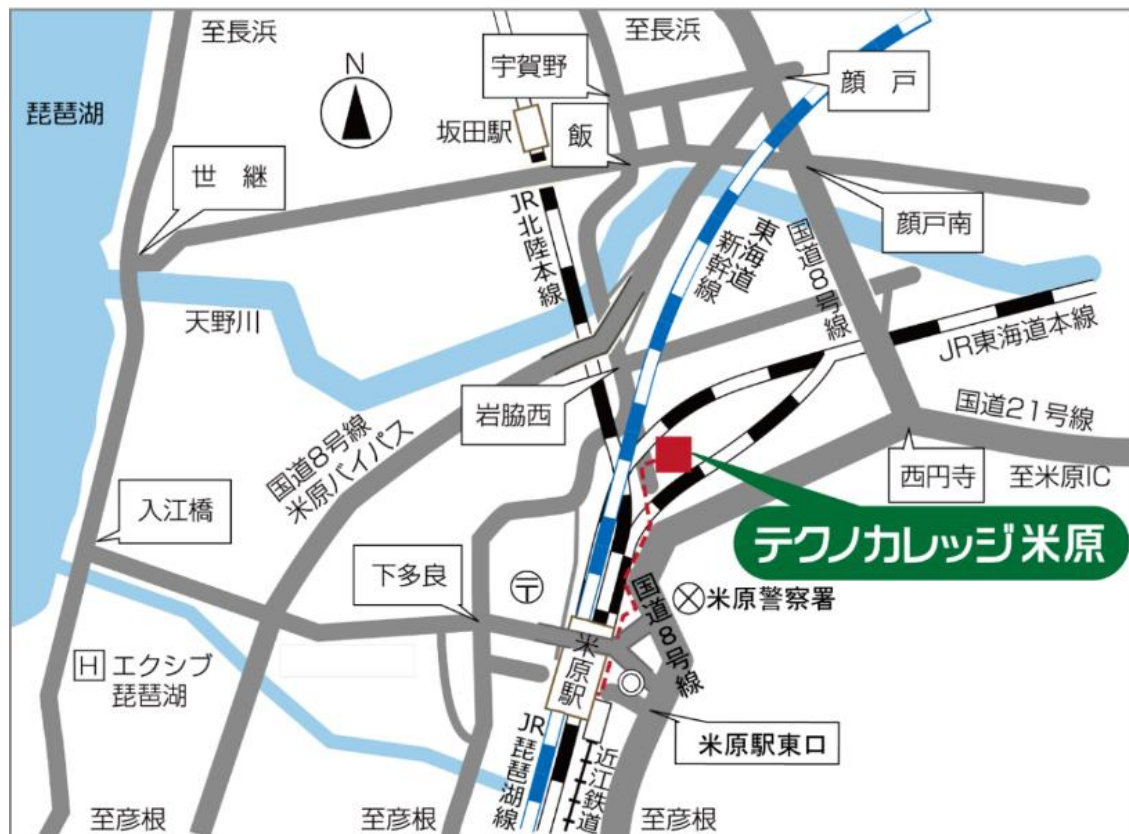 至長浜
至長浜
N
宇賀野
顔 戸
琵琶湖
坂田駅
飯
世 継
顔戸南
JR北陸本線
東海道
新幹線
国道8号線
天野川
JR東海道本線
岩脇西
国道21号線
国道8号線
米原バイパス
西円寺
至米原IC
入江橋
テクノカレッジ米原
下多良
〒
米原警察署
国道8号線
米原駅
H エクシブ
琵琶湖
米原駅東口
JR琵琶湖線
近江鉄道
至彦根
至彦根
至彦根